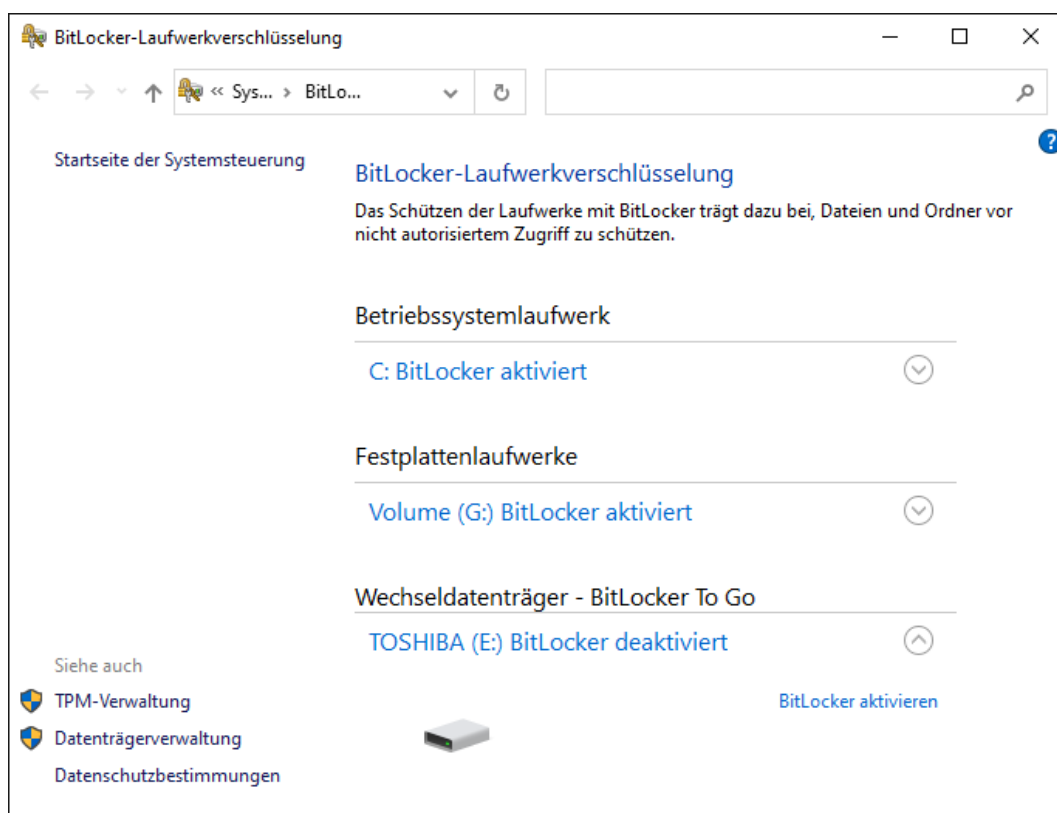 BitLocker-Laufwerkverschlüsselung
« Sys... › BitLo...
?
Startseite der Systemsteuerung
BitLocker-Laufwerkverschlüsselung
Das Schützen der Laufwerke mit BitLocker trägt dazu bei, Dateien und Ordner vor
nicht autorisiertem Zugriff zu schützen.
Betriebssystemlaufwerk
C: BitLocker aktiviert
Festplattenlaufwerke
Volume (G:) BitLocker aktiviert
Wechseldatenträger - BitLocker To Go
TOSHIBA (E:) BitLocker deaktiviert
BitLocker aktivieren
Siehe auch
TPM-Verwaltung
Datenträgerverwaltung
Datenschutzbestimmungen